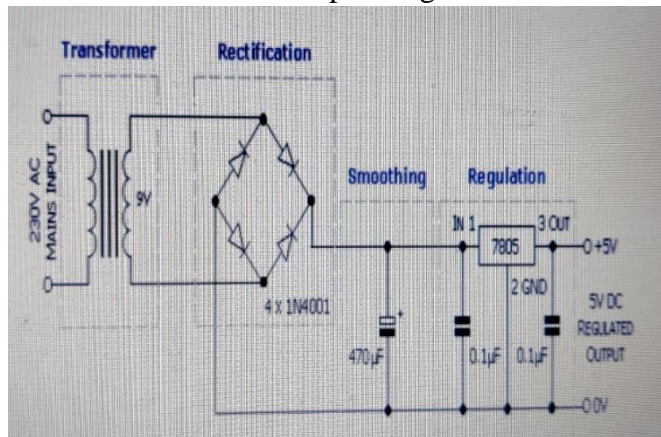 Transformer
Rectification
230V AC
MAINS INPUT
9V
4 x 1N4001
Smoothing
Regulation
IN 1
3 OUT
7805
+5V
2 GND
470µF
0.1µF
0.1µF
5V DC
REGULATED
OUTPUT
0V